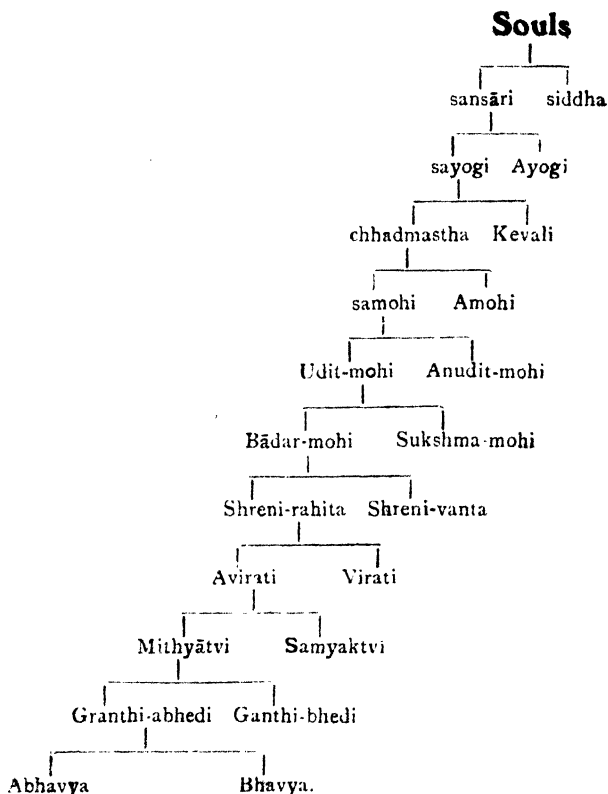 Souls
sansāri siddha
sayogi Ayogi
chhadmastha Kevali
samohi Amohi
Udit-mohi Anudit-mohi
Bādar-mohi Sukshma-mohi
Shreni-rahita Shreni-vanta
Avirati Virati
Mithyātvi Samyaktvi
Granthi-abhedi Ganthi-bhedi
Abhavya Bhavya.